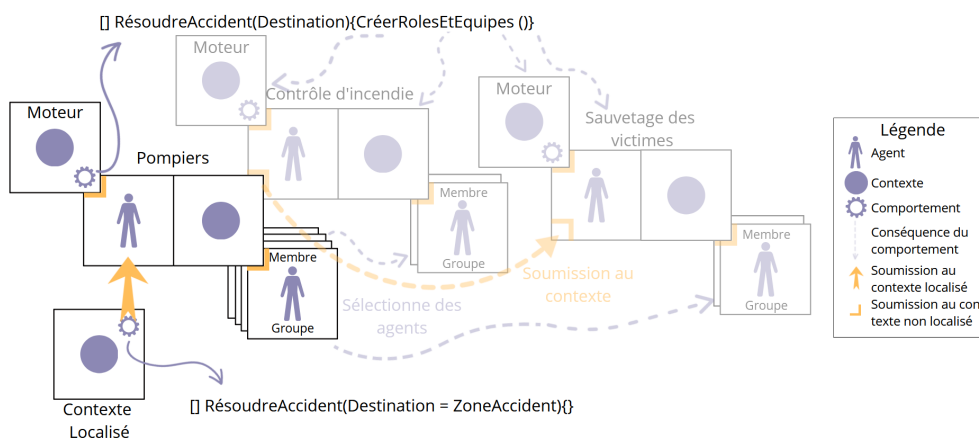 [] RésoudreAccident(Destination){CréerRolesEtEquipes ()}
Moteur
Contrôle d'incendie
Moteur
Sauvetage des
victimes
Moteur
Pompiers
Membre
Groupe
Membre
Groupe
Membre
Groupe
Soumission au
contexte
Sélectionne des
agents
Contexte
Localisé
[] RésoudreAccident(Destination = ZoneAccident){}
Légende
Agent
Contexte
Comportement
Conséquence du
comportement
Soumission au
contexte localisé
Soumission au con
texte non localisé